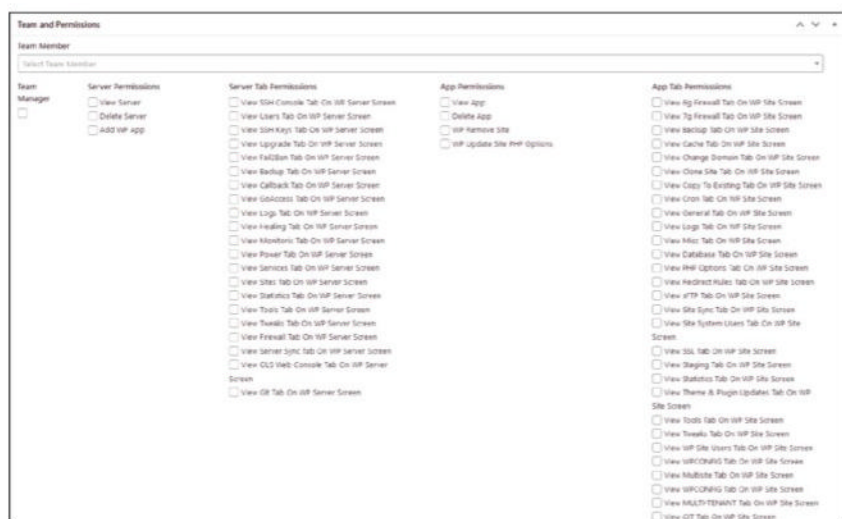 Team and Permissions
Team Member
Select Team Member
Team
Manager
Server Permissions
View Server
Delete Server
Add WP App
Server Tab Permissions
View SSH Console Tab On WP Server Screen
View Users Tab On WP Server Screen
View SSH Keys Tab On WP Server Screen
View Upgrade Tab On WP Server Screen
View Fail2Ban Tab On WP Server Screen
View Backup Tab On WP Server Screen
View Callback Tab On WP Server Screen
View GoAccess Tab On WP Server Screen
View Logs Tab On WP Server Screen
View Healing Tab On WP Server Screen
View Monitorix Tab On WP Server Screen
View Power Tab On WP Server Screen
View Services Tab On WP Server Screen
View Sites Tab On WP Server Screen
View Statistics Tab On WP Server Screen
View Tools Tab On WP Server Screen
View Tweaks Tab On WP Server Screen
View Firewall Tab On WP Server Screen
View Server Sync Tab On WP Server Screen
View OLS Web Console Tab On WP Server
Screen
View Git Tab On WP Server Screen
App Permissions
View App
Delete App
WP Remove Site
WP Update Site PHP Options
App Tab Permissions
View 6g Firewall Tab On WP Site Screen
View 7g Firewall Tab On WP Site Screen
View Backup Tab On WP Site Screen
View Cache Tab On WP Site Screen
View Change Domain Tab On WP Site Screen
View Clone Site Tab On WP Site Screen
View Copy To Existing Tab On WP Site Screen
View Cron Tab On WP Site Screen
View General Tab On WP Site Screen
View Logs Tab On WP Site Screen
View Misc Tab On WP Site Screen
View Database Tab On WP Site Screen
View PHP Options Tab On WP Site Screen
View Redirect Rules Tab On WP Site Screen
View sFTP Tab On WP Site Screen
View Site Sync Tab On WP Site Screen
View Site System Users Tab On WP Site
Screen
View SSL Tab On WP Site Screen
View Staging Tab On WP Site Screen
View Statistics Tab On WP Site Screen
View Theme & Plugin Updates Tab On WP
Site Screen
View Tools Tab On WP Site Screen
View Tweaks Tab On WP Site Screen
View WP Site Users Tab On WP Site Screen
View WPCONFIG Tab On WP Site Screen
View Multisite Tab On WP Site Screen
View WPCONFIG Tab On WP Site Screen
View MULTI-TENANT Tab On WP Site Screen
View GIT Tab On WP Site Screen